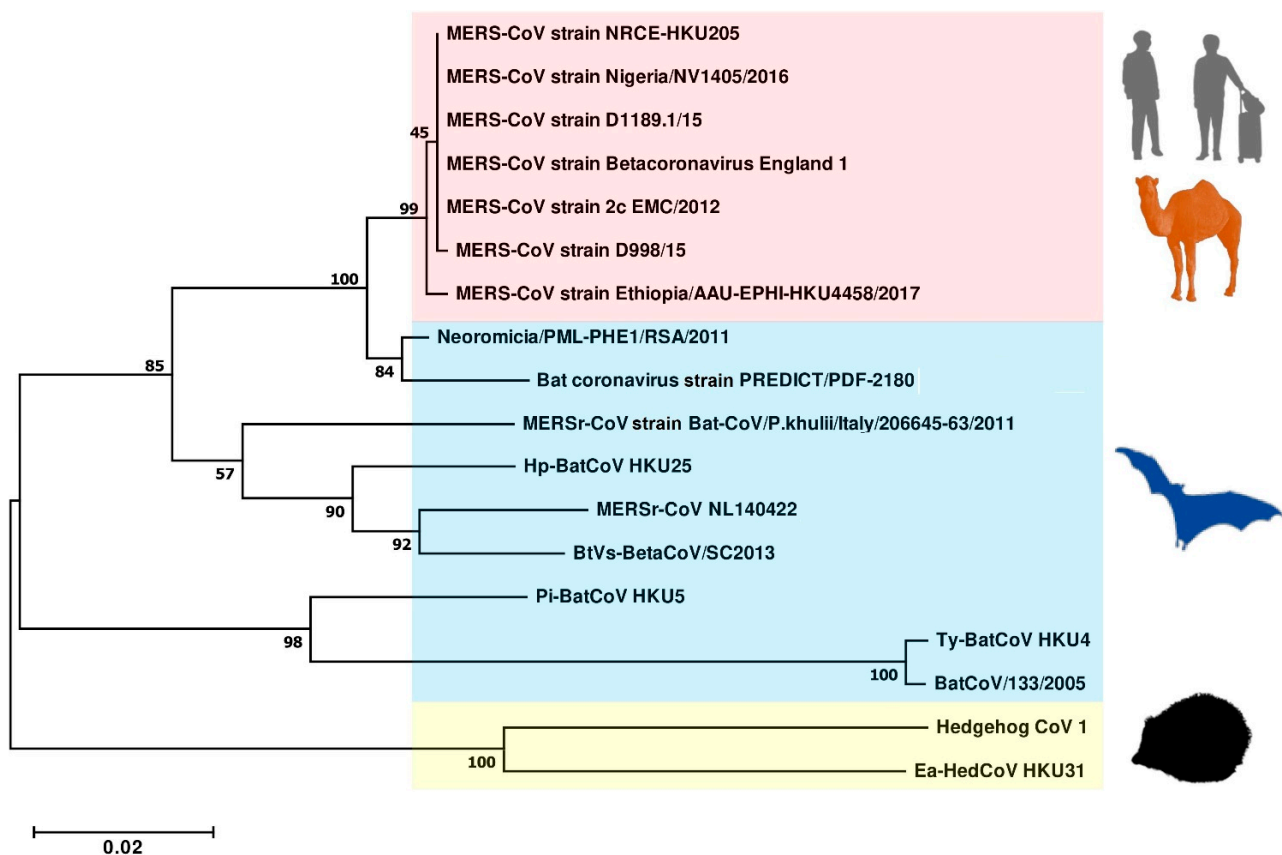 MERS-CoV strain NRCE-HKU205
MERS-CoV strain Nigeria/NV1405/2016
45
MERS-CoV strain D1189.1/15
MERS-CoV strain Betacoronavirus England 1
99
MERS-CoV strain 2c EMC/2012
MERS-CoV strain D998/15
100
MERS-CoV strain Ethiopia/AAU-EPHI-HKU4458/2017
Neoromicia/PML-PHE1/RSA/2011
85
84
Bat coronavirus strain PREDICT/PDF-2180
MERSr-CoV strain Bat-CoV/P.khulii/Italy/206645-63/2011
57
Hp-BatCoV HKU25
90
MERSr-CoV NL140422
92
BtVs-BetaCoV/SC2013
Pi-BatCoV HKU5
98
Ty-BatCoV HKU4
100
BatCoV/133/2005
Hedgehog CoV 1
100
Ea-HedCoV HKU31
0.02